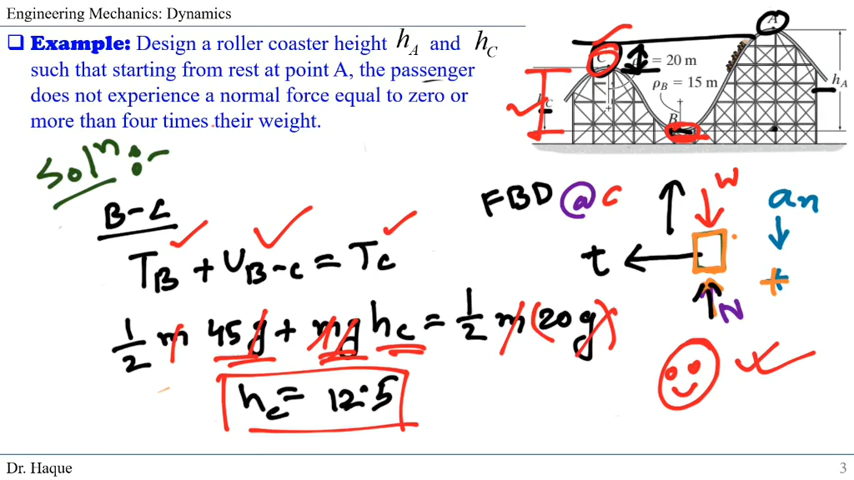 Engineering Mechanics: Dynamics
Example: Design a roller coaster height h_A and h_C
such that starting from rest at point A, the passenger
does not experience a normal force equal to zero or
more than four times their weight.
A
C
= 20 m
ρ_B = 15 m
h_A
C
B
Soln:-
B-C
T_B + U_B-C = T_C
1/2 m 45g + mg h_C = 1/2 m (20g)
h_C = 12.5
FBD @ C
W
a_n
t
+
N
Dr. Haque
3